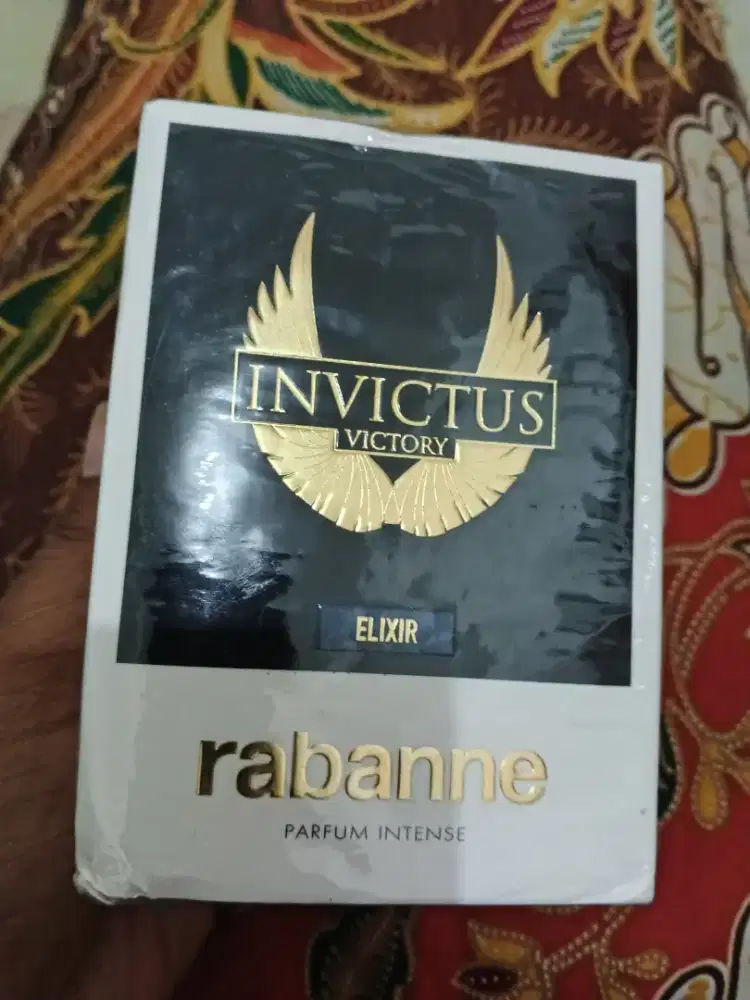 INVICTUS
VICTORY
ELIXIR
rabanne
PARFUM INTENSE